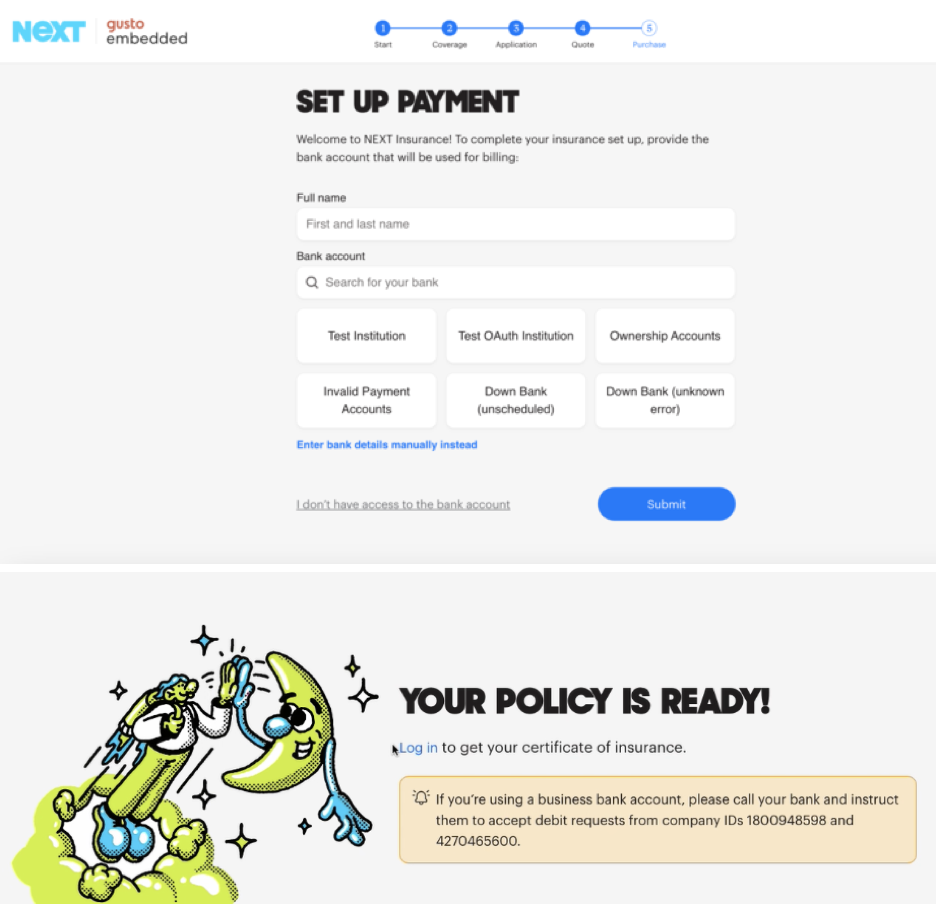 NEXT
gusto
embedded
1
2
3
4
5
Start
Coverage
Application
Quote
Purchase
SET UP PAYMENT
Welcome to NEXT Insurance! To complete your insurance set up, provide the
bank account that will be used for billing:
Full name
First and last name
Bank account
Search for your bank
Test Institution
Test OAuth Institution
Ownership Accounts
Invalid Payment
Accounts
Down Bank
(unscheduled)
Down Bank (unknown
error)
Enter bank details manually instead
I don't have access to the bank account
Submit
YOUR POLICY IS READY!
Log in to get your certificate of insurance.
If you're using a business bank account, please call your bank and instruct
them to accept debit requests from company IDs 1800948598 and
4270465600.